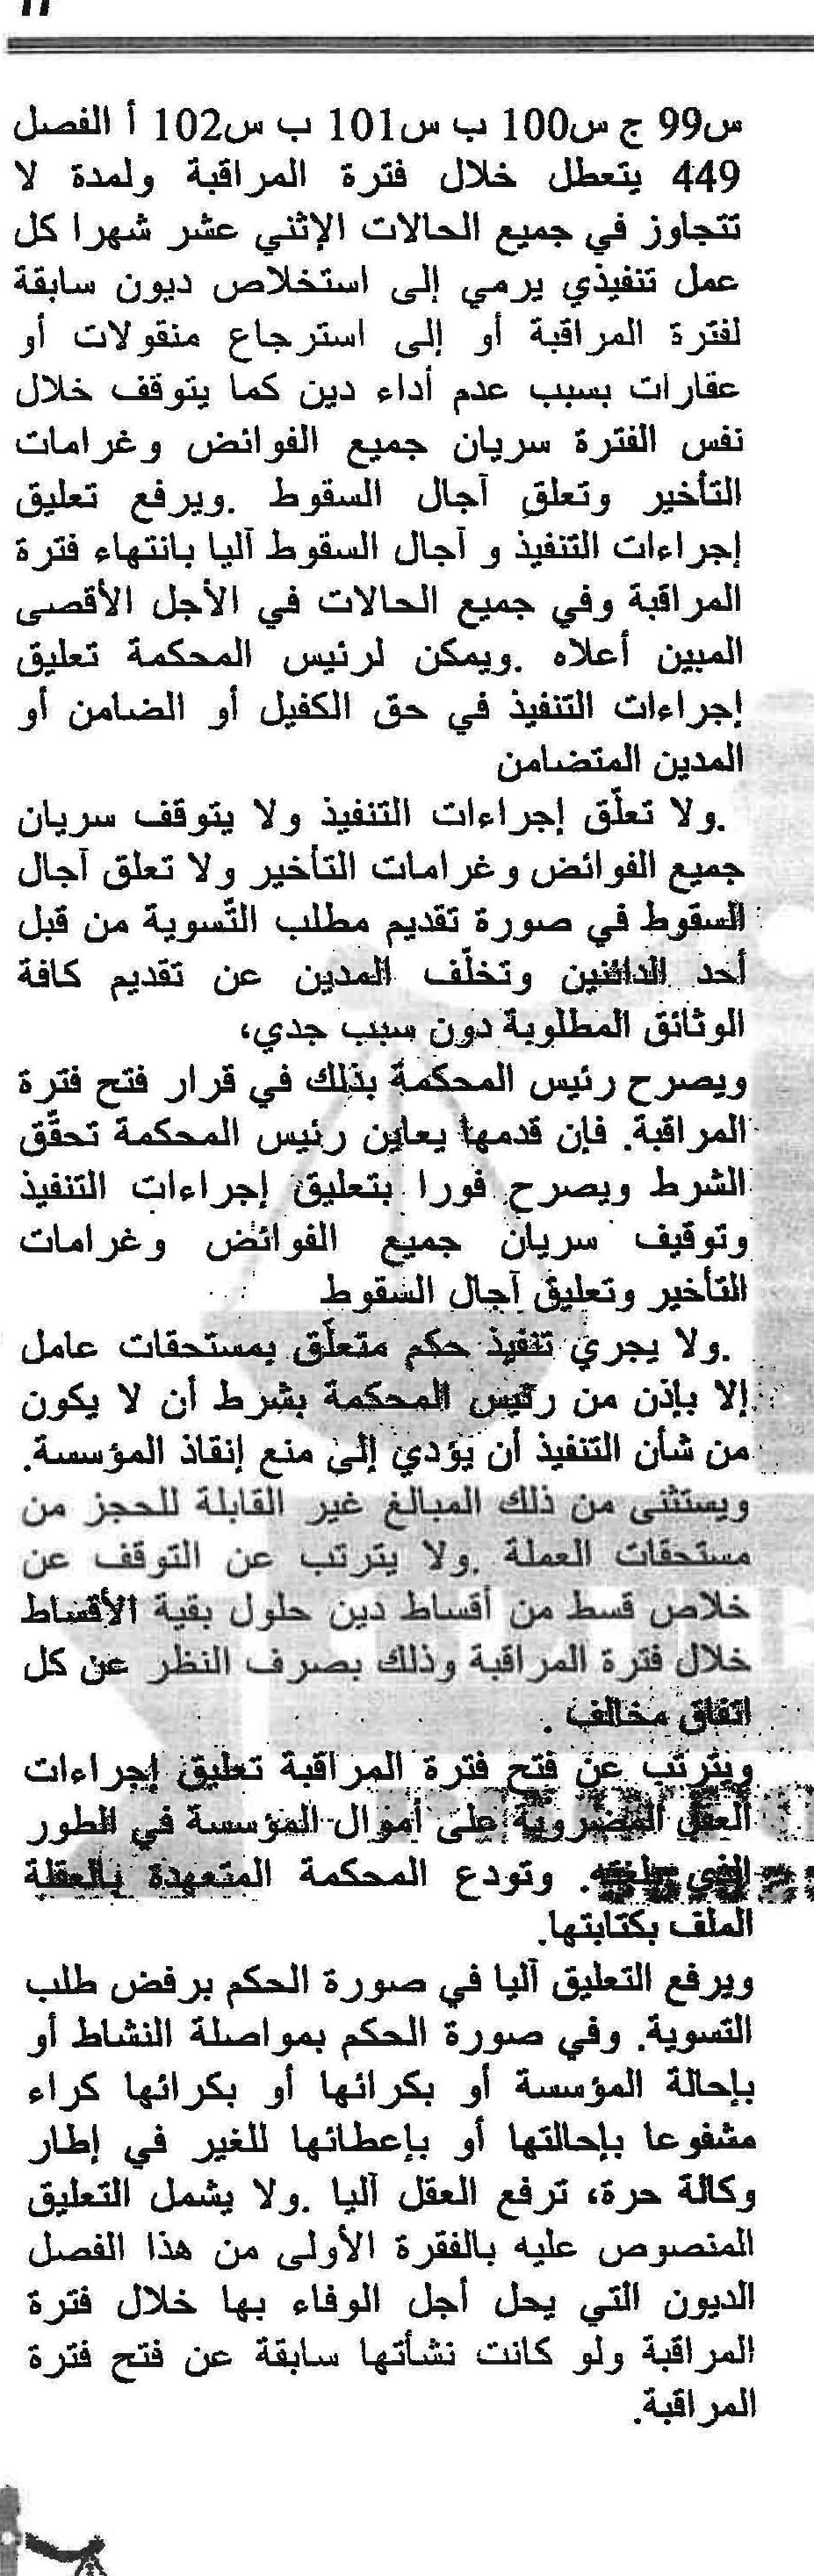 س99 ج س100 ب س101 ب س102 أ الفصل
449 يتعطل خلال فترة المراقبة ولمدة لا
تتجاوز في جميع الحالات الإثني عشر شهرا كل
عمل تنفيذي يرمي إلى استخلاص ديون سابقة
لفترة المراقبة أو إلى استرجاع منقولات أو
عقارات بسبب عدم أداء دين كما يتوقف خلال
نفس الفترة سريان جميع الفوائض وغرامات
التأخير وتعلق آجال السقوط .ويرفع تعليق
إجراءات التنفيذ و آجال السقوط آليا بانتهاء فترة
المراقبة وفي جميع الحالات في الأجل الأقصى
المبين أعلاه .ويمكن لرئيس المحكمة تعليق
إجراءات التنفيذ في حق الكفيل أو الضامن أو
المدين المتضامن
.ولا تعلّق إجراءات التنفيذ ولا يتوقف سريان
جميع الفوائض وغرامات التأخير ولا تعلق آجال
السقوط في صورة تقديم مطلب التّسوية من قبل
أحد الدائنين وتخلّف المدين عن تقديم كافة
الوثائق المطلوبة دون سبب جدي،
ويصرح رئيس المحكمة بذلك في قرار فتح فترة
المراقبة. فإن قدمها يعاين رئيس المحكمة تحقّق
الشرط ويصرح فورا بتعليق إجراءات التنفيذ
وتوقيف سريان جميع الفوائض وغرامات
التأخير وتعليق آجال السقوط
.ولا يجري تنفيذ حكم متعلّق بمستحقات عامل
إلا بإذن من رئيس المحكمة بشرط أن لا يكون
من شأن التنفيذ أن يؤدي إلى منع إنقاذ المؤسسة.
ويستثنى من ذلك المبالغ غير القابلة للحجز من
مستحقات العملة .ولا يترتب عن التوقف عن
خلاص قسط من أقساط دين حلول بقية الأقساط
خلال فترة المراقبة وذلك بصرف النظر عن كل
اتفاق مخالف .
ويترتب عن فتح فترة المراقبة تعليق إجراءات
العقل المضروبة على أموال المؤسسة في الطور
الذي بلغته. وتودع المحكمة المتعهدة بالعقلة
الملف بكتابتها.
ويرفع التعليق آليا في صورة الحكم برفض طلب
التسوية. وفي صورة الحكم بمواصلة النشاط أو
بإحالة المؤسسة أو بكرائها أو بكرائها كراء
مشفوعا بإحالتها أو بإعطائها للغير في إطار
وكالة حرة، ترفع العقل آليا .ولا يشمل التعليق
المنصوص عليه بالفقرة الأولى من هذا الفصل
الديون التي يحل أجل الوفاء بها خلال فترة
المراقبة ولو كانت نشأتها سابقة عن فتح فترة
المراقبة.